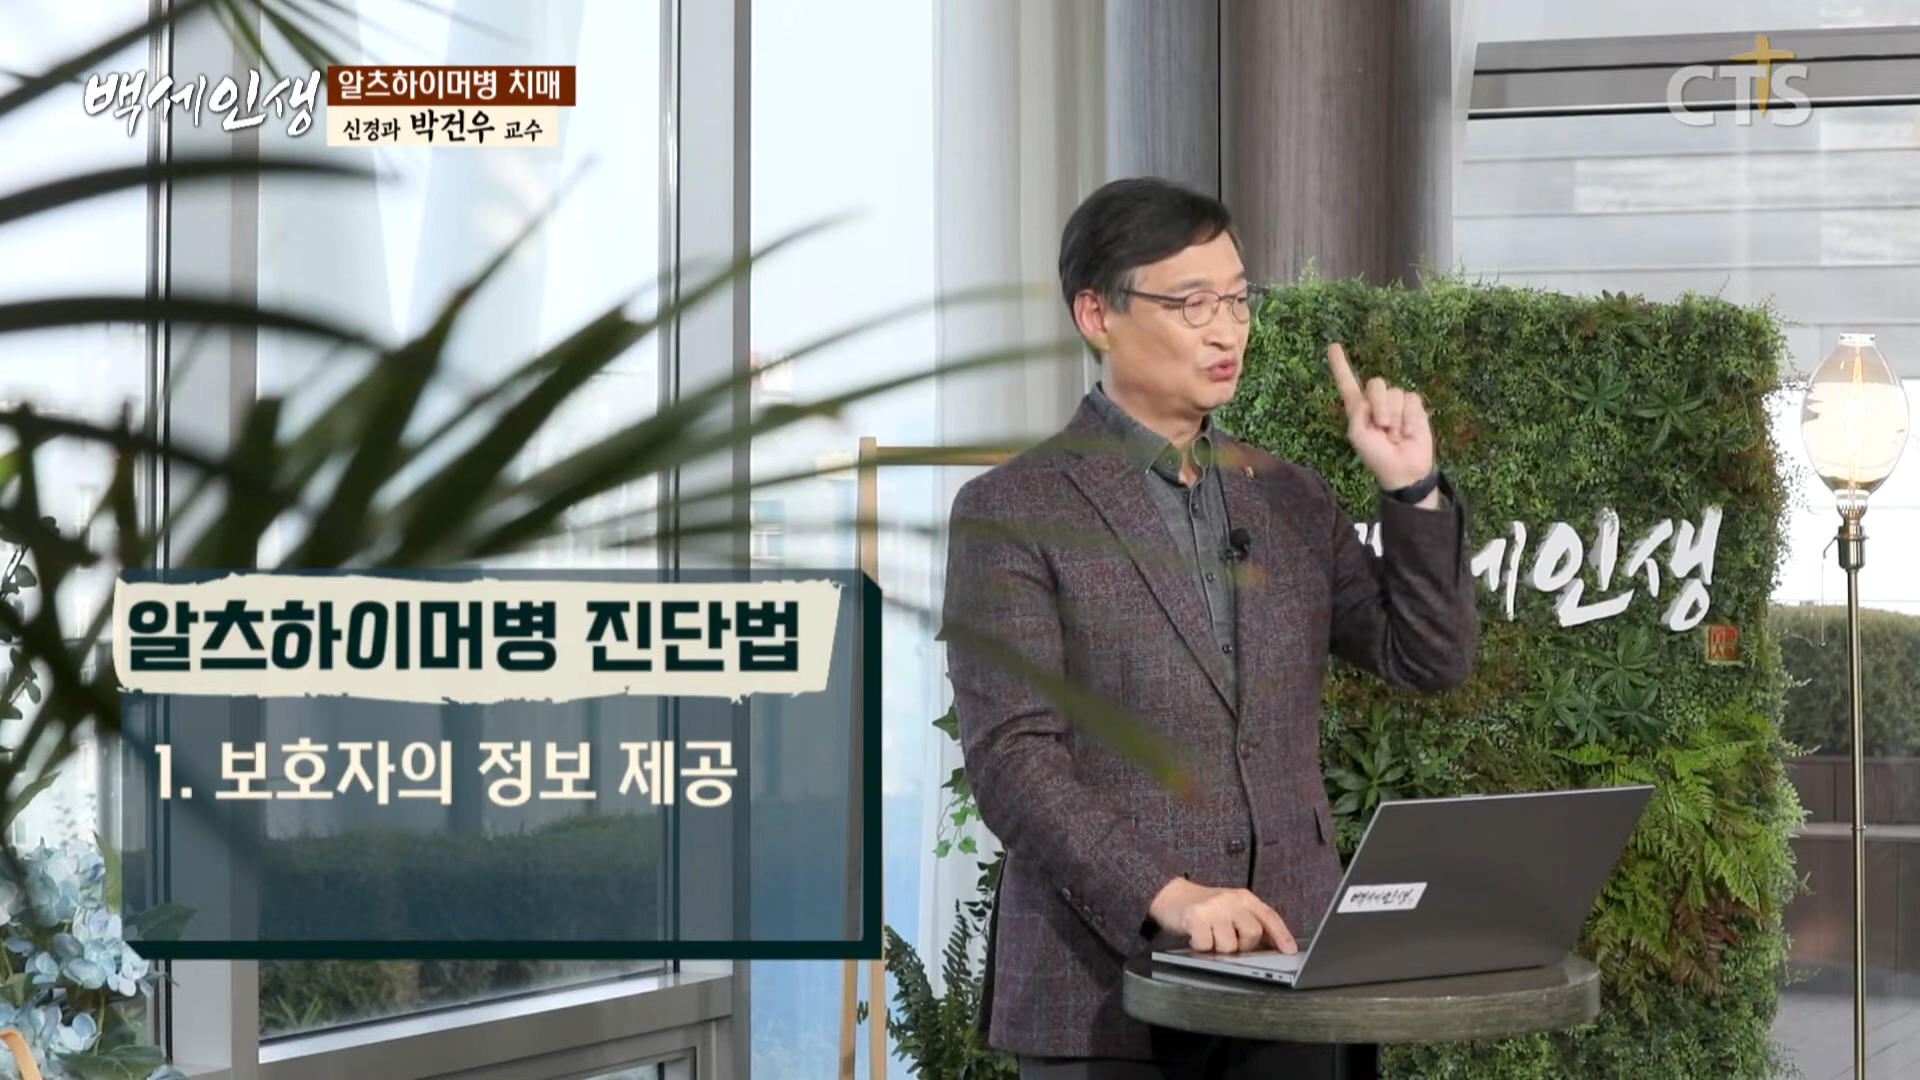 백세인생
알츠하이머병 치매
신경과 박건우 교수
CTS
알츠하이머병 진단법
1. 보호자의 정보 제공
세인생
백세인생